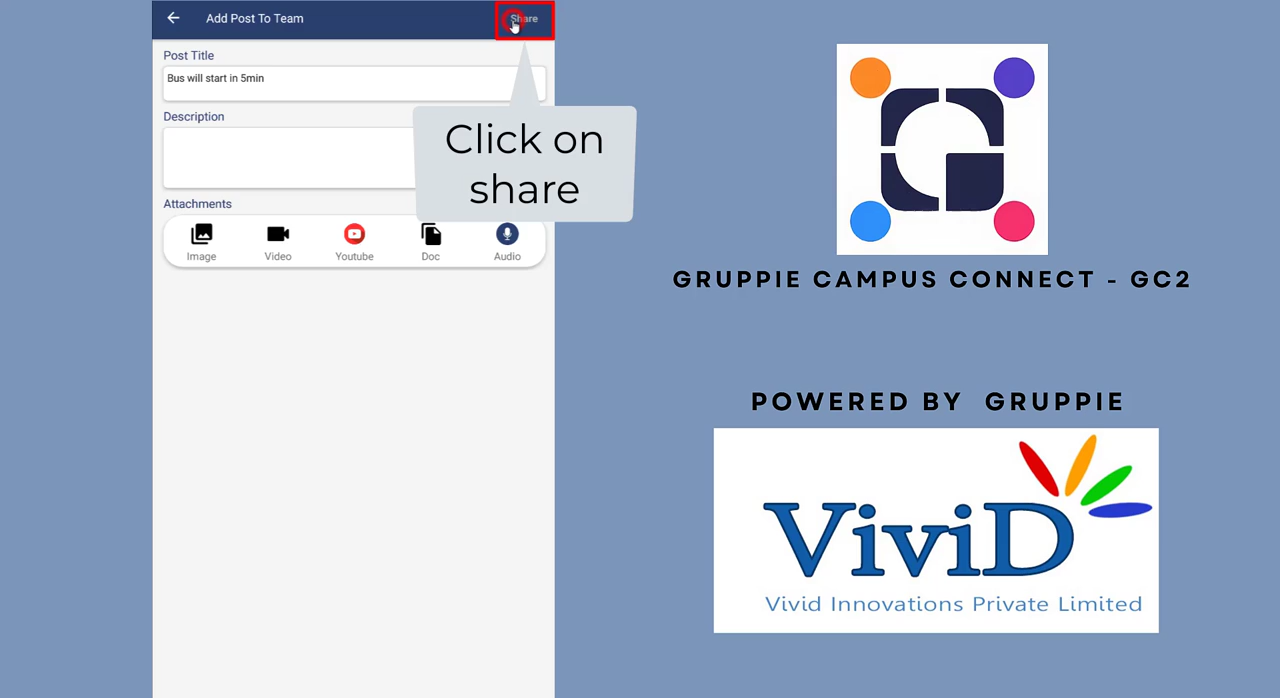 Add Post To Team
Share
Post Title
Bus will start in 5min
Description
Click on
share
Attachments
Image
Video
Youtube
Doc
Audio
GRUPPIE CAMPUS CONNECT - GC2
POWERED BY GRUPPIE
ViviD
Vivid Innovations Private Limited